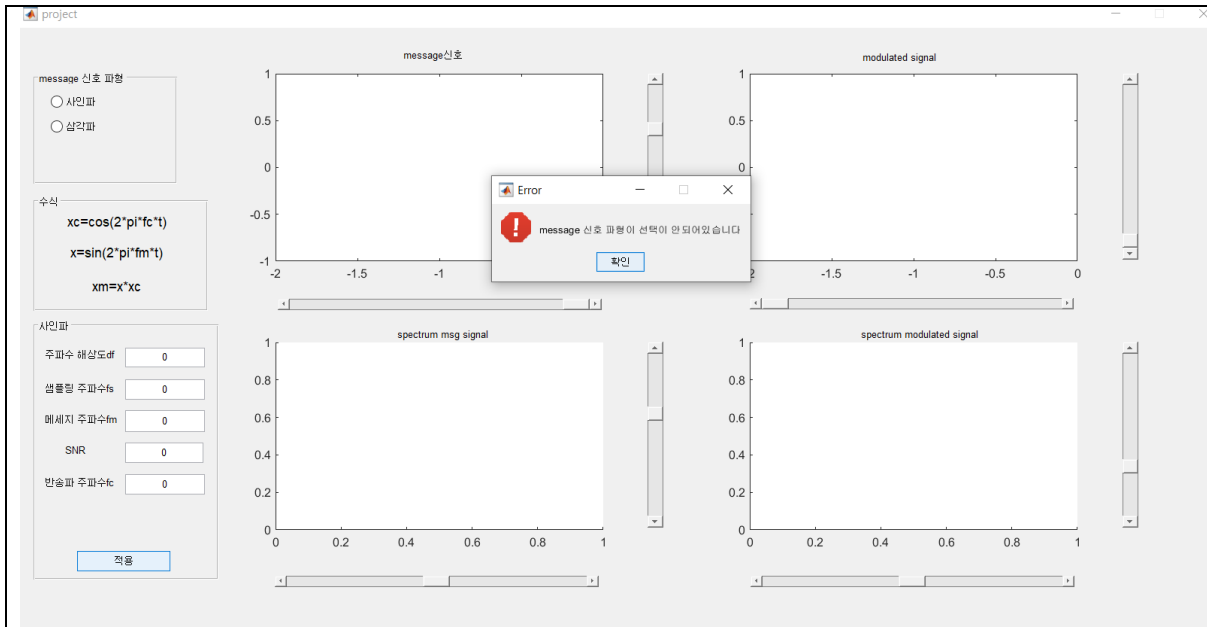 project
message 신호 파형
사인파
삼각파
수식
xc=cos(2*pi*fc*t)
x=sin(2*pi*fm*t)
xm=x*xc
사인파
주파수 해상도df
0
샘플링 주파수fs
0
메세지 주파수fm
0
SNR
0
반송파 주파수fc
0
적용
message신호
1
0.5
0
-0.5
-1
-2
-1.5
-1
modulated signal
1
0.5
0
2
-1.5
-1
-0.5
0
Error
message 신호 파형이 선택이 안되어있습니다
확인
spectrum msg signal
1
0.8
0.6
0.4
0.2
0
0
0.2
0.4
0.6
0.8
1
spectrum modulated signal
1
0.8
0.6
0.4
0.2
0
0
0.2
0.4
0.6
0.8
1